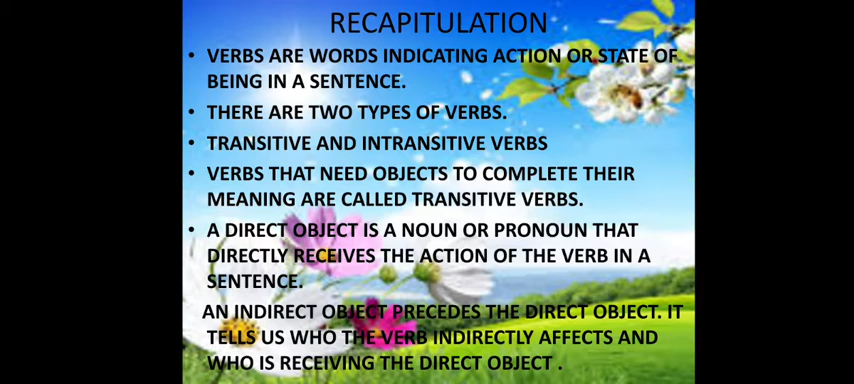 RECAPITULATION
• VERBS ARE WORDS INDICATING ACTION OR STATE OF
BEING IN A SENTENCE.
• THERE ARE TWO TYPES OF VERBS.
• TRANSITIVE AND INTRANSITIVE VERBS
• VERBS THAT NEED OBJECTS TO COMPLETE THEIR
MEANING ARE CALLED TRANSITIVE VERBS.
• A DIRECT OBJECT IS A NOUN OR PRONOUN THAT
DIRECTLY RECEIVES THE ACTION OF THE VERB IN A
SENTENCE.
AN INDIRECT OBJECT PRECEDES THE DIRECT OBJECT. IT
TELLS US WHO THE VERB INDIRECTLY AFFECTS AND
WHO IS RECEIVING THE DIRECT OBJECT .